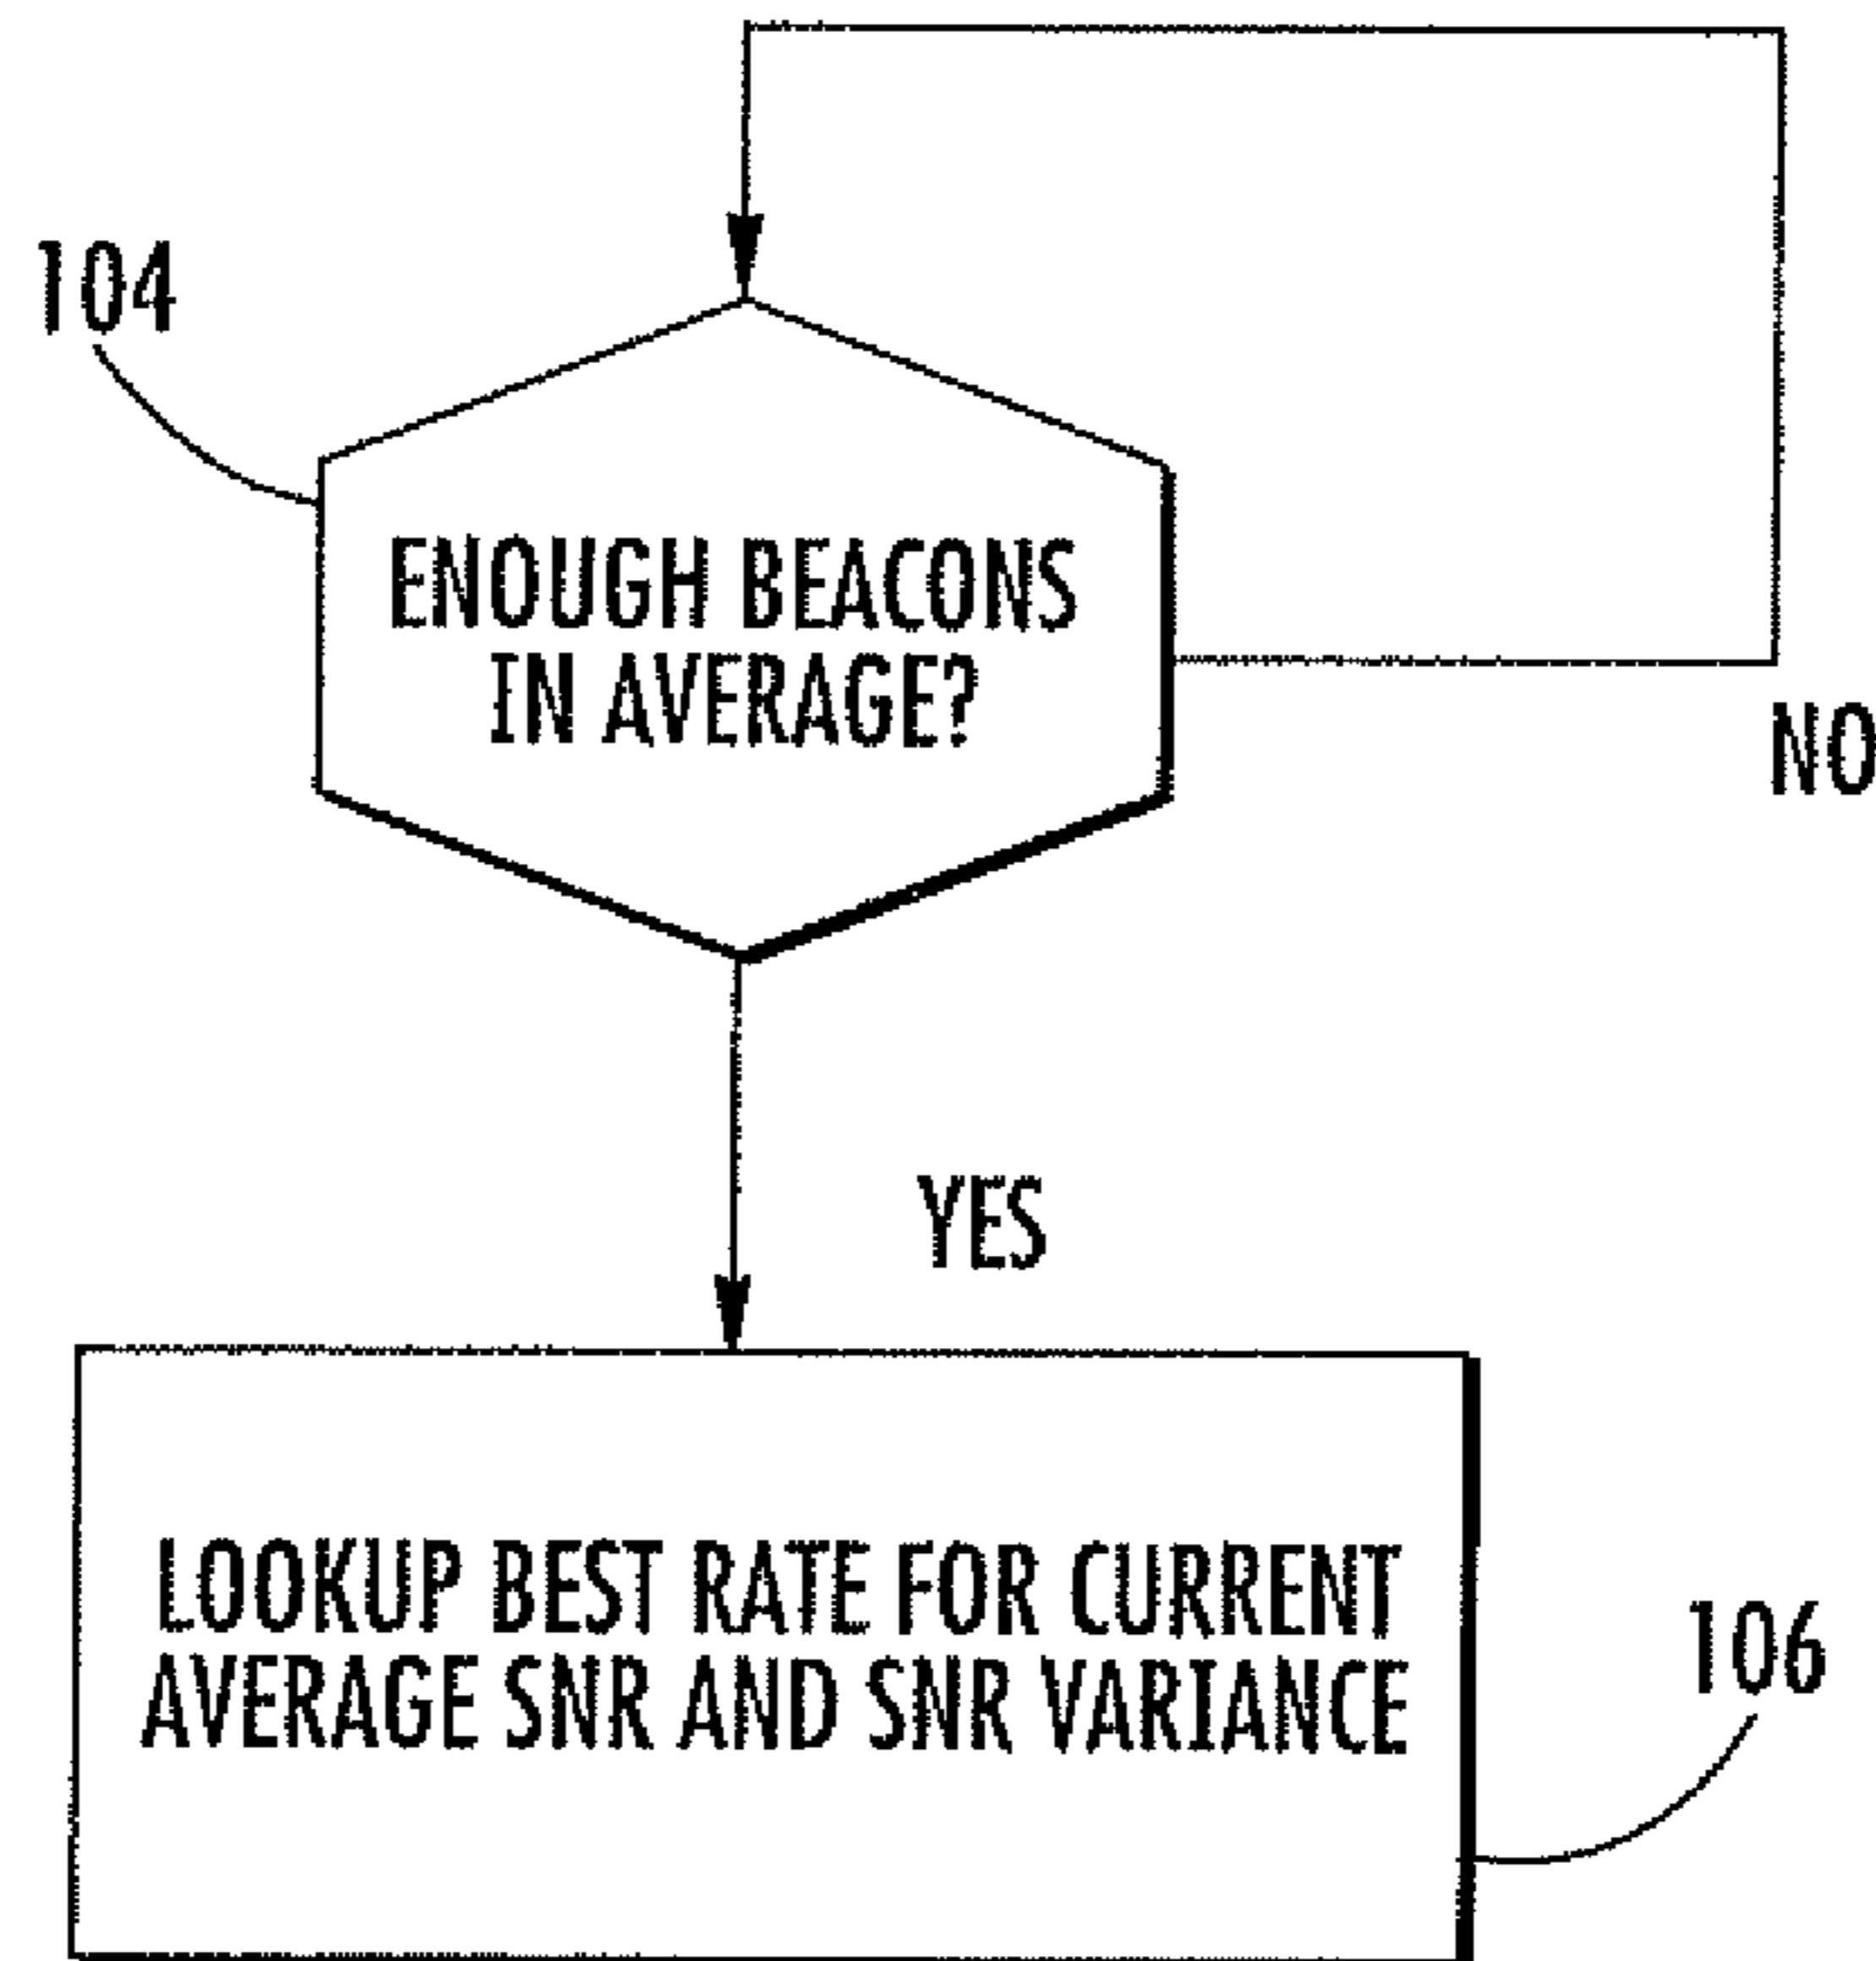 104
ENOUGH BEACONS
IN AVERAGE?
NO
YES
LOOKUP BEST RATE FOR CURRENT
AVERAGE SNR AND SNR VARIANCE
106